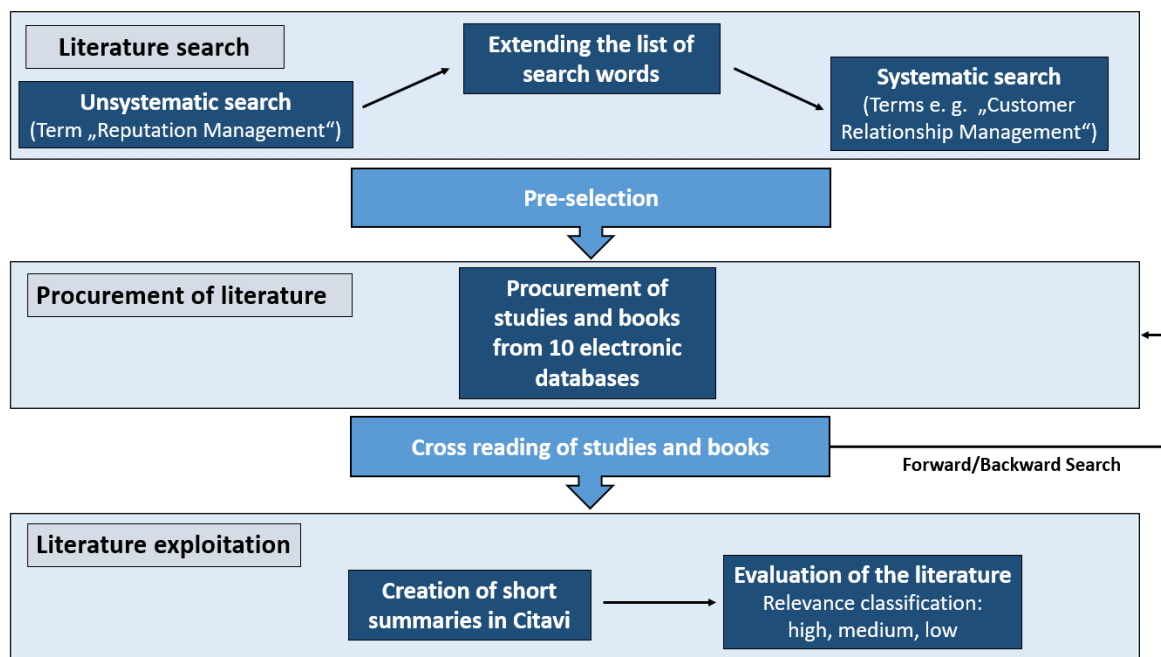 Literature search
Extending the list of
search words
Unsystematic search
(Term „Reputation Management“)
Systematic search
(Terms e. g. „Customer
Relationship Management“)
Pre-selection
Procurement of literature
Procurement of
studies and books
from 10 electronic
databases
Cross reading of studies and books
Forward/Backward Search
Literature exploitation
Creation of short
summaries in Citavi
Evaluation of the literature
Relevance classification:
high, medium, low